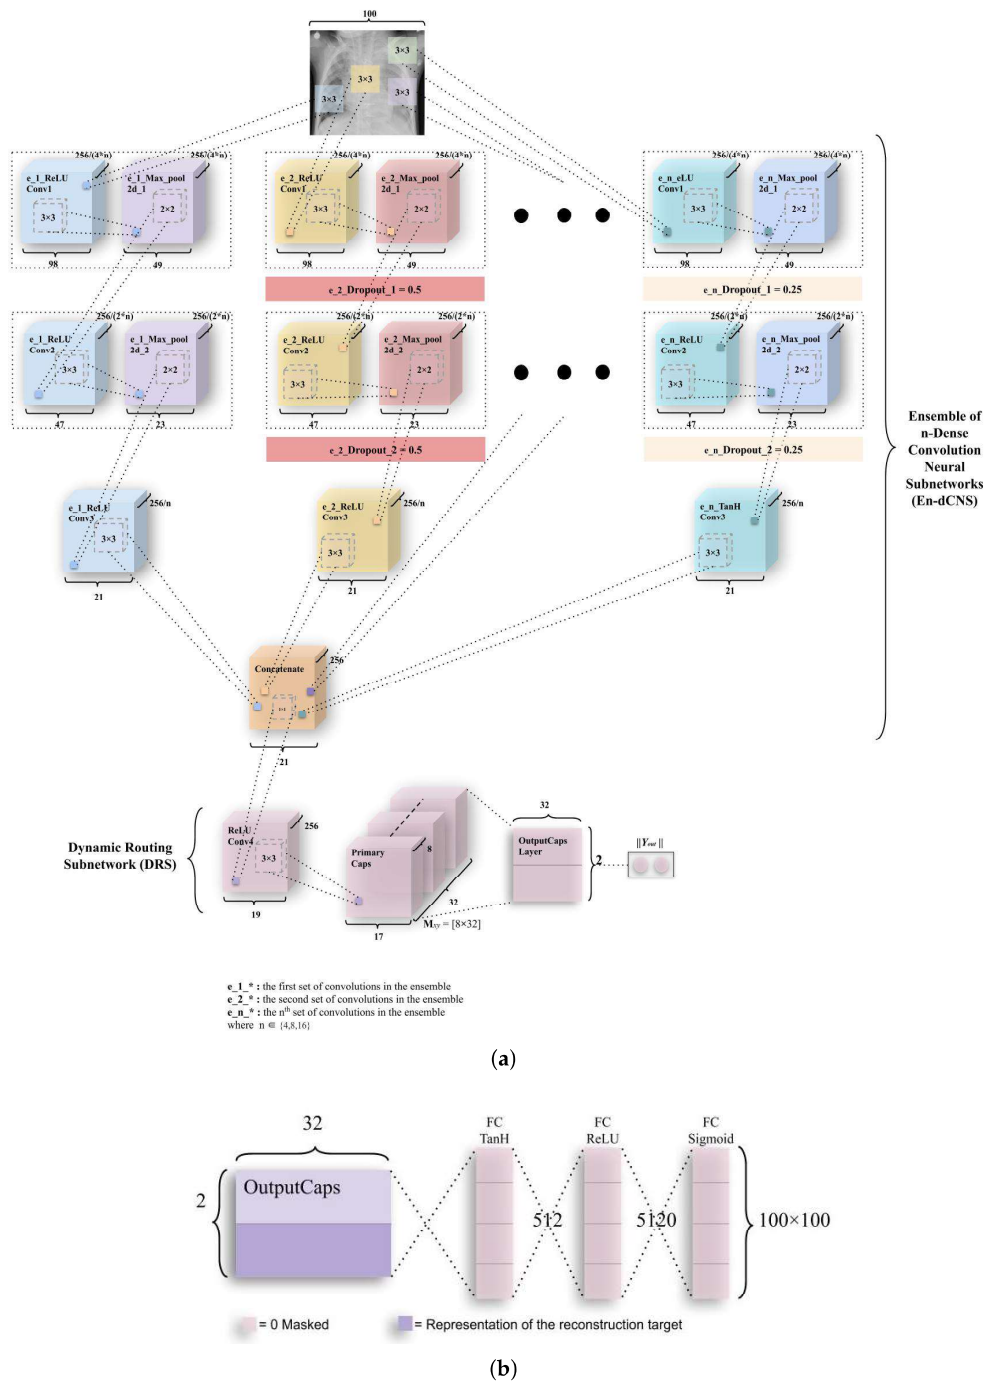 100
3×3
3×3
3×3
3×3
256/(4*n)
256/(4*n)
256/(4*n)
256/(4*n)
256/(4*n)
256/(4*n)
e_1_ReLU
Conv1
3×3
e_1_Max_pool
2d_1
2×2
e_2_ReLU
Conv1
3×3
e_2_Max_pool
2d_1
2×2
e_n_eLU
Conv1
3×3
e_n_Max_pool
2d_1
2×2
98
49
98
49
98
49
e_2_Dropout_1 = 0.5
e_n_Dropout_1 = 0.25
256/(2*n)
256/(2*n)
256/(2*n)
256/(2*n)
256/(2*n)
256/(2*n)
e_1_ReLU
Conv2
3×3
e_1_Max_pool
2d_2
2×2
e_2_ReLU
Conv2
3×3
e_2_Max_pool
2d_2
2×2
e_n_ReLU
Conv2
3×3
e_n_Max_pool
2d_2
2×2
47
23
47
23
47
23
e_2_Dropout_2 = 0.5
e_n_Dropout_2 = 0.25
Ensemble of
n-Dense
Convolution
Neural
Subnetworks
(En-dCNS)
e_1_ReLU
Conv3
3×3
256/n
21
e_2_ReLU
Conv3
3×3
256/n
21
e_n_TanH
Conv3
3×3
256/n
21
Concatenate
256
21
Dynamic Routing
Subnetwork (DRS)
ReLU
Conv4
3×3
256
19
Primary
Caps
8
32
17
M𝑥𝑦 = [8×32]
32
OutputCaps
Layer
2
||Yout||
e_1_* : the first set of convolutions in the ensemble
e_2_* : the second set of convolutions in the ensemble
e_n_* : the nth set of convolutions in the ensemble
where n ∈ {4,8,16}
(a)
32
2
OutputCaps
FC
TanH
FC
ReLU
FC
Sigmoid
512
5120
100×100
= 0 Masked
= Representation of the reconstruction target
(b)